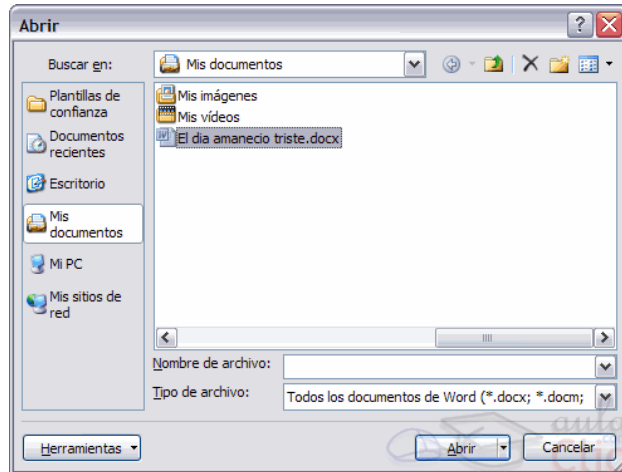 Abrir
Buscar en:
Mis documentos
Plantillas de
confianza
Documentos
recientes
Escritorio
Mis
documentos
Mi PC
Mis sitios de
red
Mis imágenes
Mis vídeos
El dia amanecio triste.docx
Nombre de archivo:
Tipo de archivo:
Todos los documentos de Word (*.docx; *.docm;
Herramientas
Abrir
Cancelar